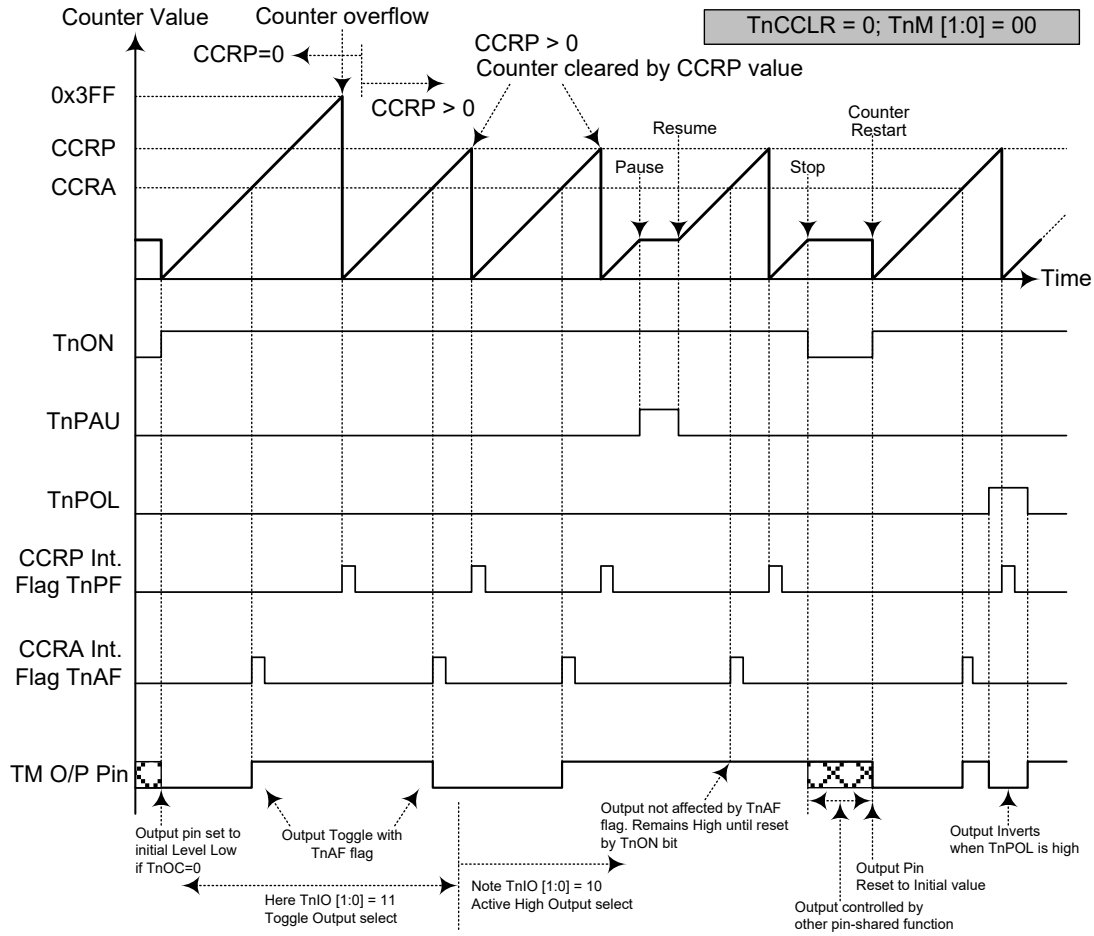 Counter Value
Counter overflow
TnCCLR = 0; TnM [1:0] = 00
CCRP=0
CCRP > 0
CCRP > 0
Counter cleared by CCRP value
0x3FF
CCRP
CCRA
Pause
Resume
Stop
Counter
Restart
Time
TnON
TnPAU
TnPOL
CCRP Int.
Flag TnPF
CCRA Int.
Flag TnAF
TM O/P Pin
Output pin set to
initial Level Low
if TnOC=0
Output Toggle with
TnAF flag
Output not affected by TnAF
flag. Remains High until reset
by TnON bit
Output Inverts
when TnPOL is high
Output Pin
Reset to Initial value
Here TnIO [1:0] = 11
Toggle Output select
Note TnIO [1:0] = 10
Active High Output select
Output controlled by
other pin-shared function